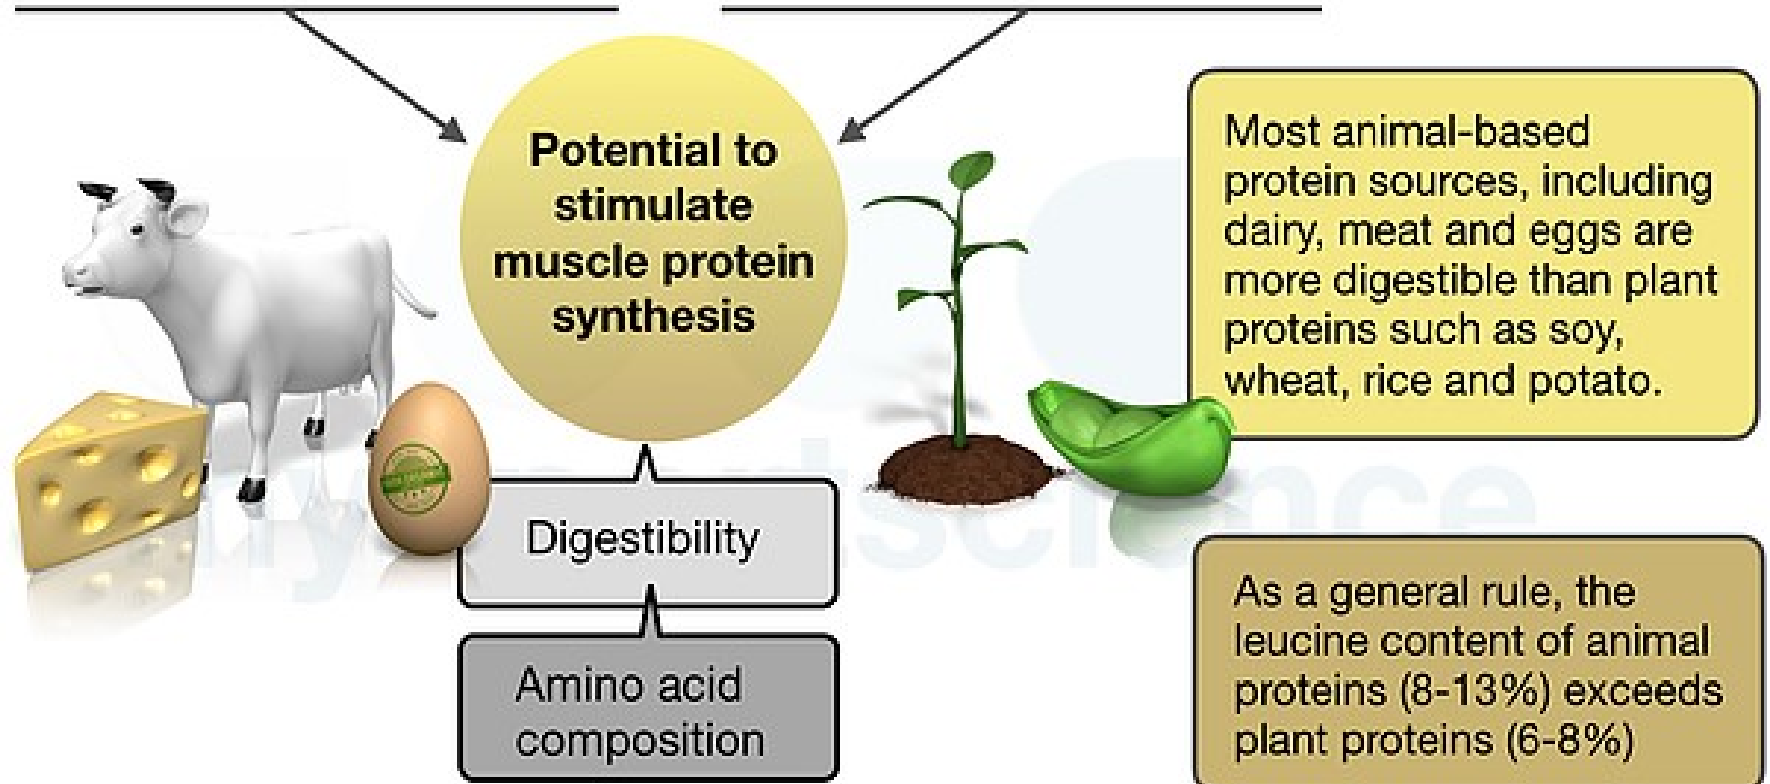 Potential to
stimulate
muscle protein
synthesis
Most animal-based
protein sources, including
dairy, meat and eggs are
more digestible than plant
proteins such as soy,
wheat, rice and potato.
Digestibility
As a general rule, the
leucine content of animal
proteins (8-13%) exceeds
plant proteins (6-8%)
Amino acid
composition